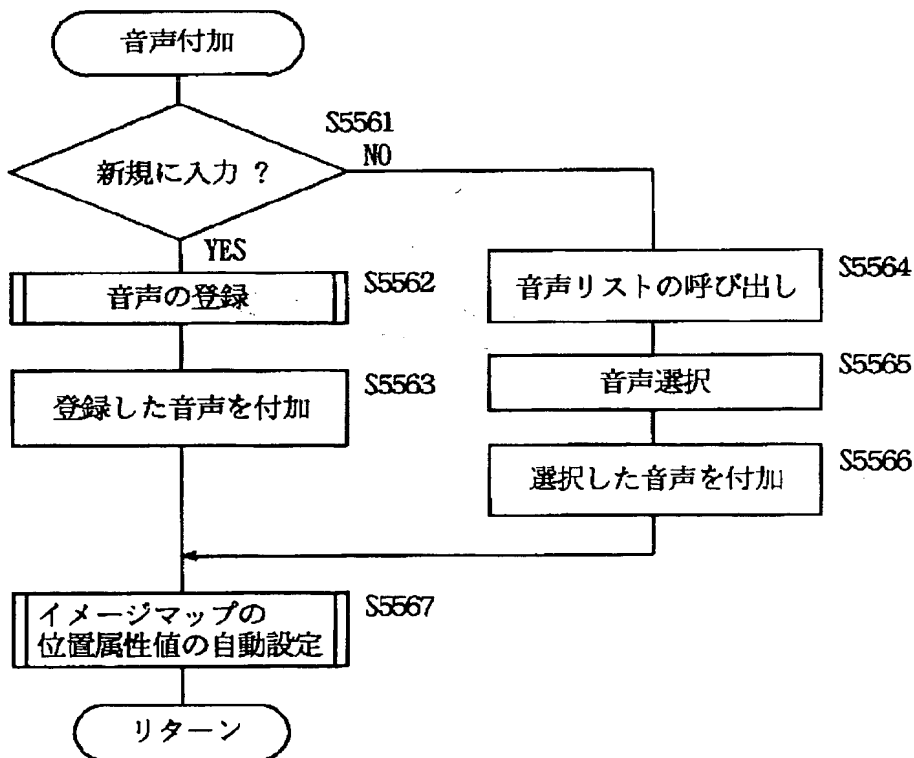 音声付加
S5561
新規に入力 ?
NO
YES
音声の登録
S5562
登録した音声を付加
S5563
音声リストの呼び出し
S5564
音声選択
S5565
選択した音声を付加
S5566
イメージマップの
位置属性値の自動設定
S5567
リターン